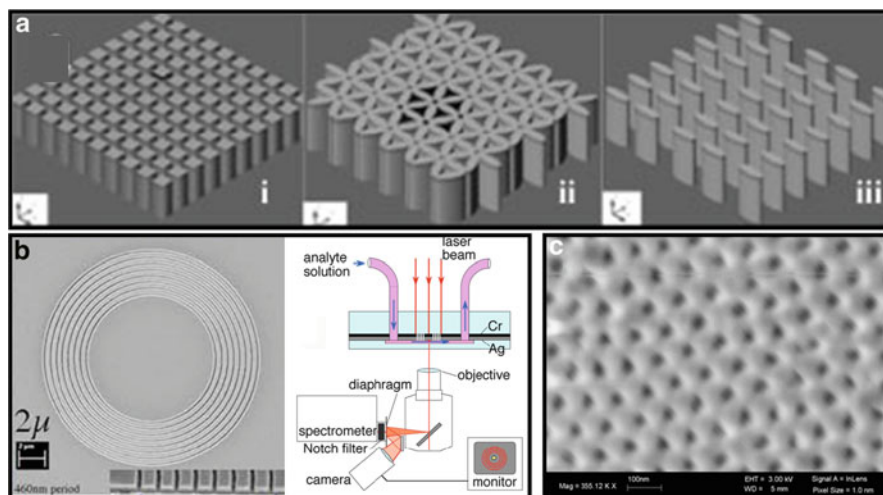 a
i
ii
iii
b
2μ
460nm period
analyte
solution
laser
beam
Cr
Ag
objective
diaphragm
spectrometer
Notch filter
camera
monitor
c
100nm
Mag = 355.12 K X
EHT = 3.00 kV
WD = 5 mm
Signal A = InLens
Pixel Size = 1.0 nm